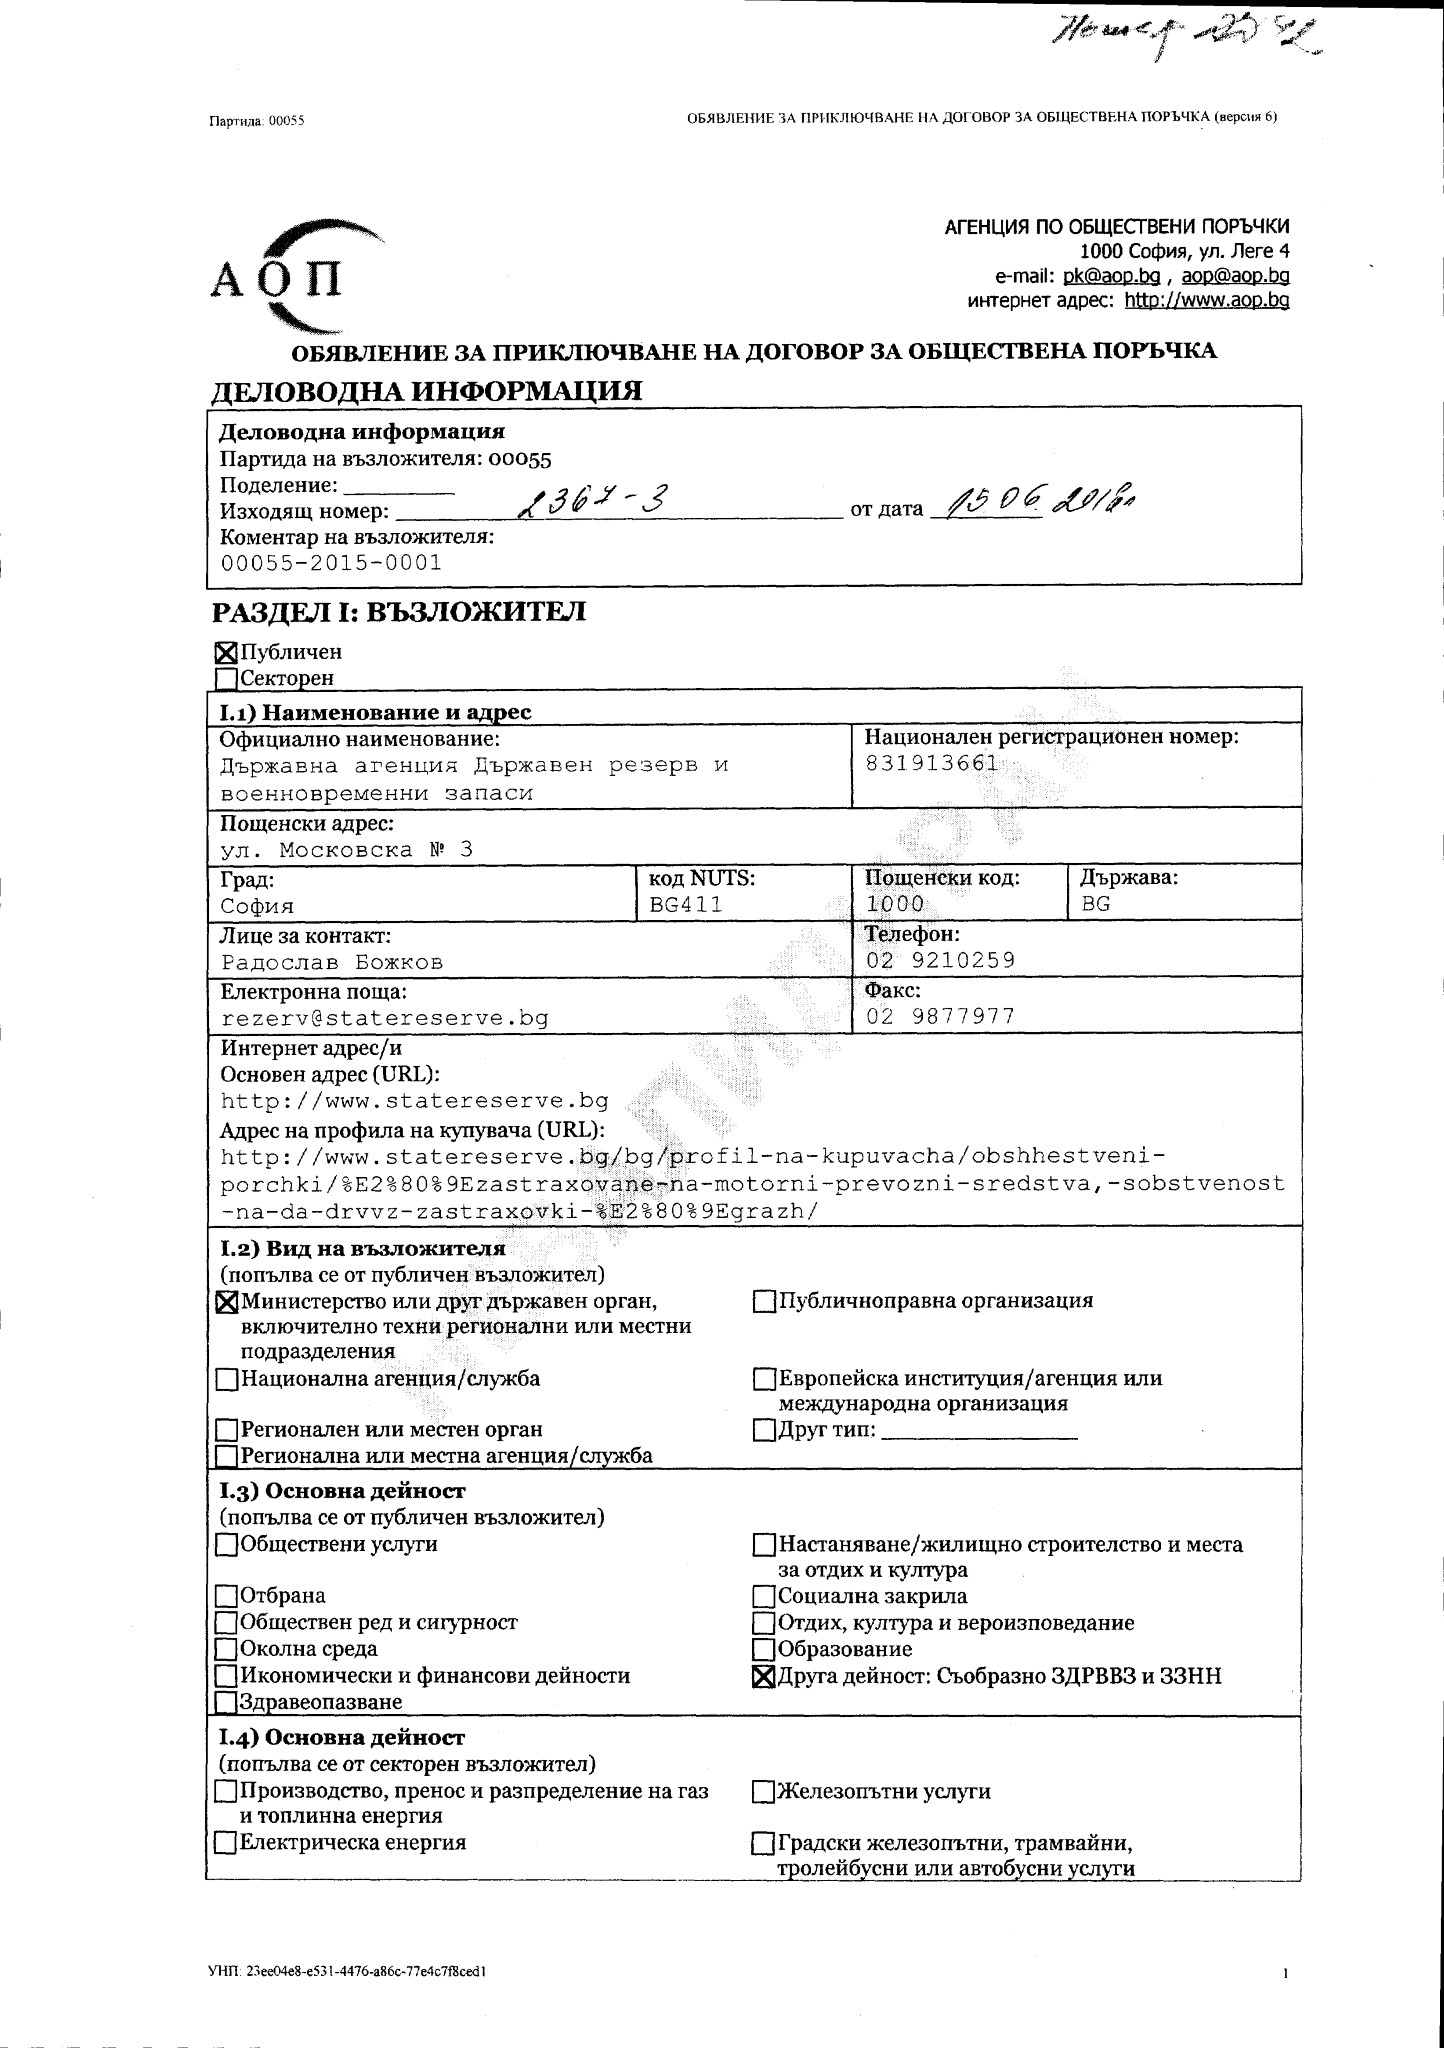 Партида: 00055
ОБЯВЛЕНИЕ ЗА ПРИКЛЮЧВАНЕ НА ДОГОВОР ЗА ОБЩЕСТВЕНА ПОРЪЧКА (версия 6)
АОП
АГЕНЦИЯ ПО ОБЩЕСТВЕНИ ПОРЪЧКИ
1000 София, ул. Леге 4
e-mail: pk@aop.bg , aop@aop.bg
интернет адрес: http://www.aop.bg
ОБЯВЛЕНИЕ ЗА ПРИКЛЮЧВАНЕ НА ДОГОВОР ЗА ОБЩЕСТВЕНА ПОРЪЧКА
ДЕЛОВОДНА ИНФОРМАЦИЯ
Деловодна информация
Партида на възложителя: 00055
Поделение: ________
Изходящ номер: 2367-3 от дата 15.06.
Коментар на възложителя:
00055-2015-0001
РАЗДЕЛ I: ВЪЗЛОЖИТЕЛ
Публичен
Секторен
I.1) Наименование и адрес
Официално наименование:
Национален регистрационен номер:
Държавна агенция Държавен резерв и
831913661
военновременни запаси
Пощенски адрес:
ул. Московска № 3
Град: код NUTS: Пощенски код: Държава:
София BG411 1000 BG
Лице за контакт: Телефон:
Радослав Божков 02 9210259
Електронна поща: Факс:
rezerv@statereserve.bg 02 9877977
Интернет адрес/и
Основен адрес (URL):
http://www.statereserve.bg
Адрес на профила на купувача (URL):
http://www.statereserve.bg/bg/profil-na-kupuvacha/obshhestveni-
porchki/%E2%80%9Ezastraxovane-na-motorni-prevozni-sredstva,-sobstvenost
-na-da-drvvz-zastraxovki-%E2%80%9Egrazh/
I.2) Вид на възложителя
(попълва се от публичен възложител)
Министерство или друг държавен орган, Публичноправна организация
включително техни регионални или местни
подразделения
Национална агенция/служба Европейска институция/агенция или
международна организация
Регионален или местен орган Друг тип: ________
Регионална или местна агенция/служба
I.3) Основна дейност
(попълва се от публичен възложител)
Обществени услуги Настаняване/жилищно строителство и места
за отдих и култура
Отбрана Социална закрила
Обществен ред и сигурност Отдих, култура и вероизповедание
Околна среда Образование
Икономически и финансови дейности Друга дейност: Съобразно ЗДРВВЗ и ЗЗНН
Здравеопазване
I.4) Основна дейност
(попълва се от секторен възложител)
Производство, пренос и разпределение на газ Железопътни услуги
и топлинна енергия
Електрическа енергия Градски железопътни, трамвайни,
тролейбусни или автобусни услуги
УНП: 23ee04e8-e531-4476-a86c-77e4c7f8ced1 1